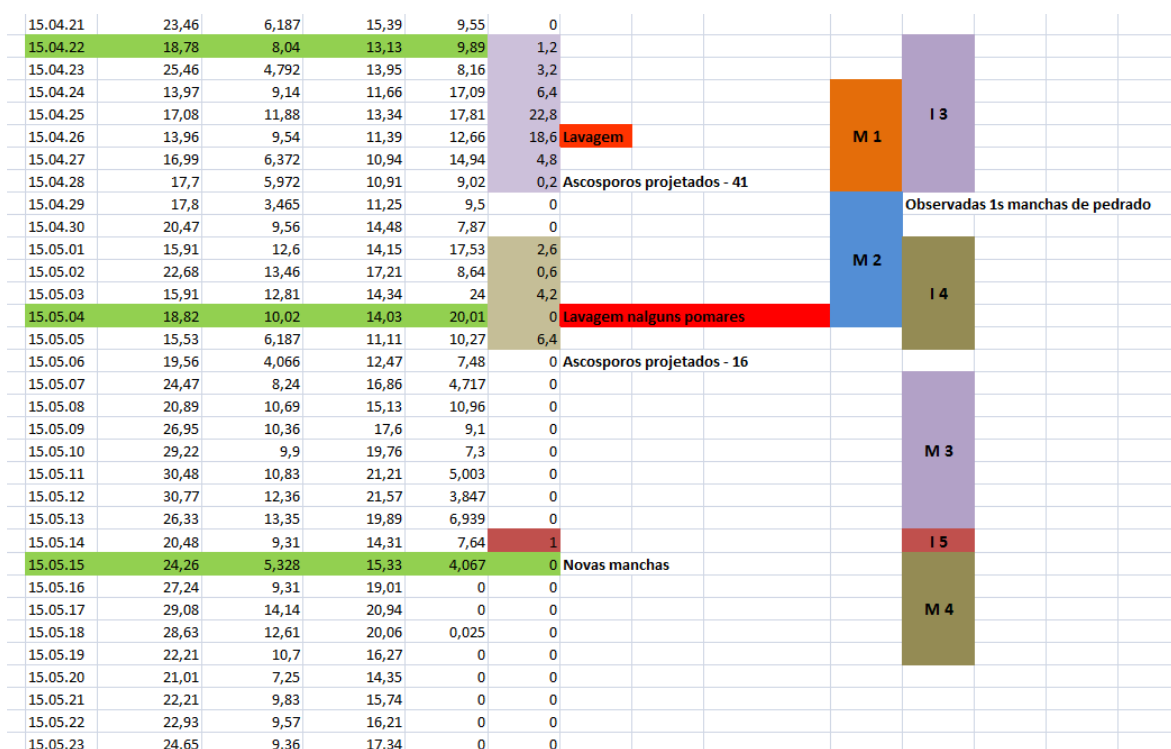 15.04.21 23,46 6,187 15,39 9,55 0
15.04.22 18,78 8,04 13,13 9,89 1,2
15.04.23 25,46 4,792 13,95 8,16 3,2
15.04.24 13,97 9,14 11,66 17,09 6,4
15.04.25 17,08 11,88 13,34 17,81 22,8 I 3
15.04.26 13,96 9,54 11,39 12,66 18,6 Lavagem M 1
15.04.27 16,99 6,372 10,94 14,94 4,8
15.04.28 17,7 5,972 10,91 9,02 0,2 Ascosporos projetados - 41
15.04.29 17,8 3,465 11,25 9,5 0 Observadas 1s manchas de pedrado
15.04.30 20,47 9,56 14,48 7,87 0
15.05.01 15,91 12,6 14,15 17,53 2,6
15.05.02 22,68 13,46 17,21 8,64 0,6 M 2
15.05.03 15,91 12,81 14,34 24 4,2 I 4
15.05.04 18,82 10,02 14,03 20,01 0 Lavagem nalguns pomares
15.05.05 15,53 6,187 11,11 10,27 6,4
15.05.06 19,56 4,066 12,47 7,48 0 Ascosporos projetados - 16
15.05.07 24,47 8,24 16,86 4,717 0
15.05.08 20,89 10,69 15,13 10,96 0
15.05.09 26,95 10,36 17,6 9,1 0
15.05.10 29,22 9,9 19,76 7,3 0 M 3
15.05.11 30,48 10,83 21,21 5,003 0
15.05.12 30,77 12,36 21,57 3,847 0
15.05.13 26,33 13,35 19,89 6,939 0
15.05.14 20,48 9,31 14,31 7,64 1 I 5
15.05.15 24,26 5,328 15,33 4,067 0 Novas manchas
15.05.16 27,24 9,31 19,01 0 0
15.05.17 29,08 14,14 20,94 0 0 M 4
15.05.18 28,63 12,61 20,06 0,025 0
15.05.19 22,21 10,7 16,27 0 0
15.05.20 21,01 7,25 14,35 0 0
15.05.21 22,21 9,83 15,74 0 0
15.05.22 22,93 9,57 16,21 0 0
15.05.23 24,65 9,36 17,34 0 0